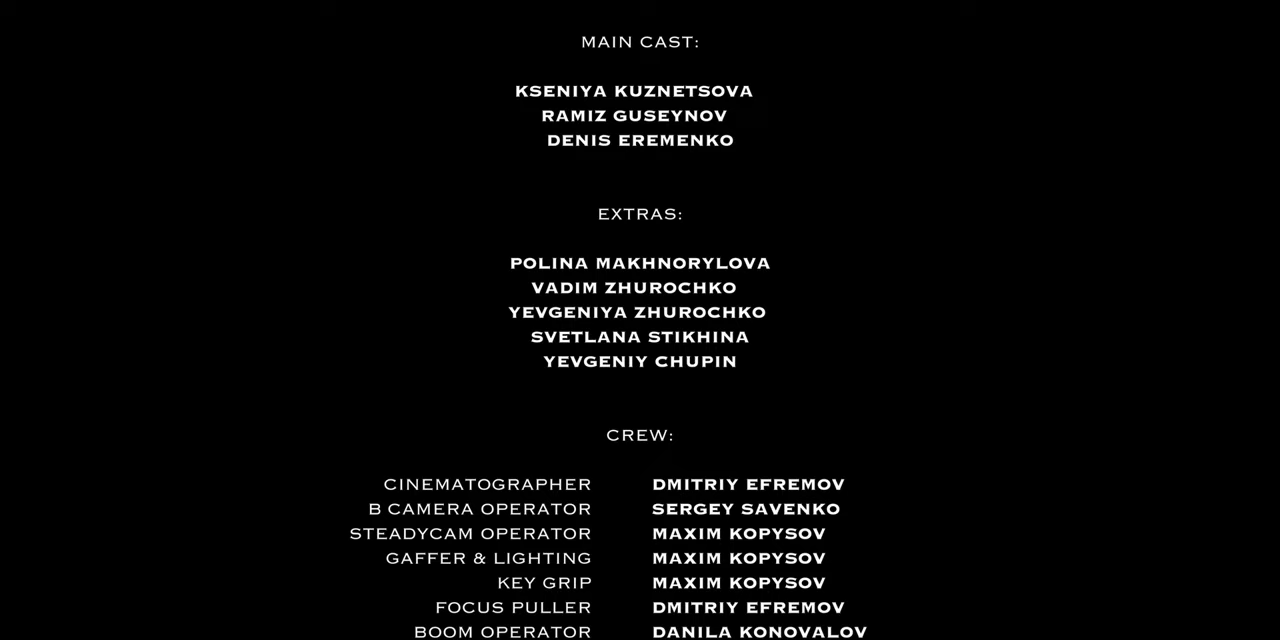 MAIN CAST:
KSENIYA KUZNETSOVA
RAMIZ GUSEYNOV
DENIS EREMENKO
EXTRAS:
POLINA MAKHNORYLOVA
VADIM ZHUROCHKO
YEVGENIYA ZHUROCHKO
SVETLANA STIKHINA
YEVGENIY CHUPIN
CREW:
CINEMATOGRAPHER DMITRIY EFREMOV
B CAMERA OPERATOR SERGEY SAVENKO
STEADYCAM OPERATOR MAXIM KOPYSOV
GAFFER & LIGHTING MAXIM KOPYSOV
KEY GRIP MAXIM KOPYSOV
FOCUS PULLER DMITRIY EFREMOV
BOOM OPERATOR DANILA KONOVALOV